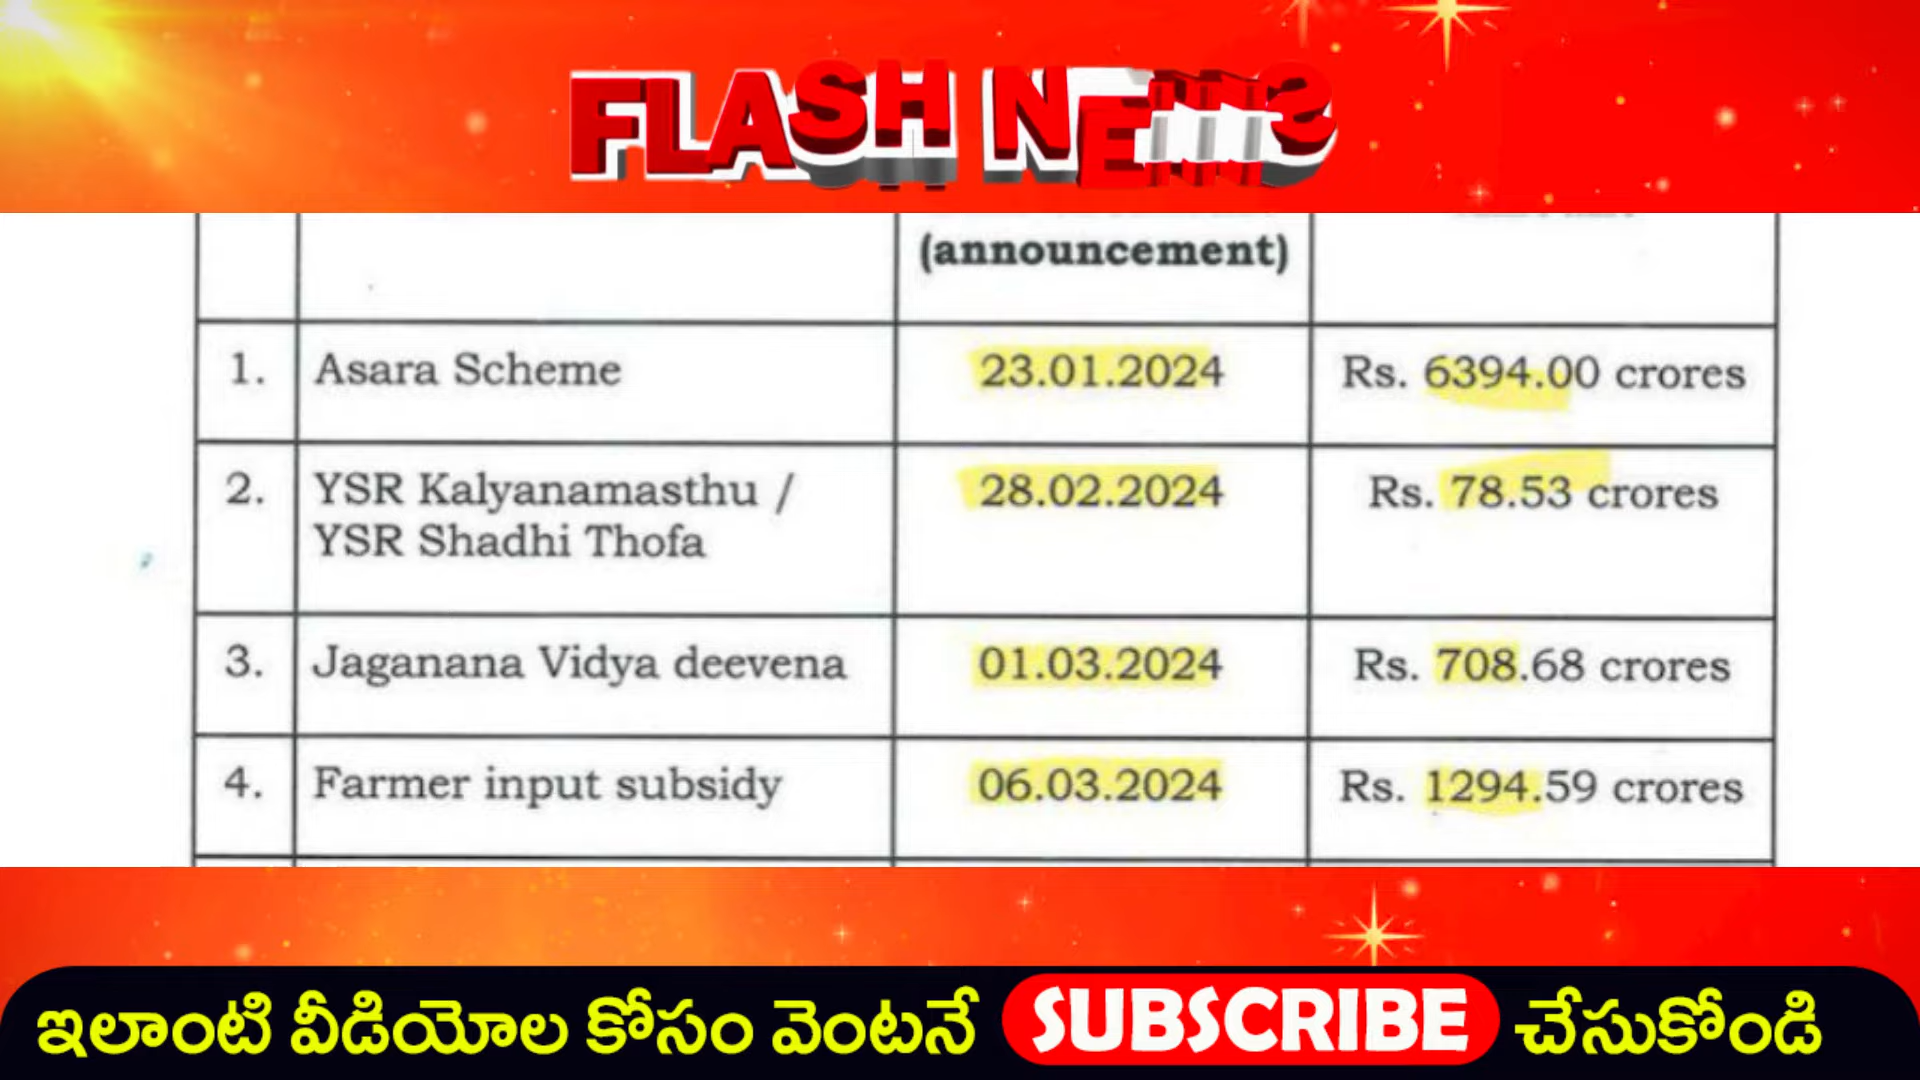 FLASH NEWS
(announcement)
1. Asara Scheme 23.01.2024 Rs. 6394.00 crores
2. YSR Kalyanamasthu / 28.02.2024 Rs. 78.53 crores
YSR Shadhi Thofa
3. Jaganana Vidya deevena 01.03.2024 Rs. 708.68 crores
4. Farmer input subsidy 06.03.2024 Rs. 1294.59 crores
ఇలాంటి వీడియోల కోసం వెంటనే SUBSCRIBE చేసుకోండి